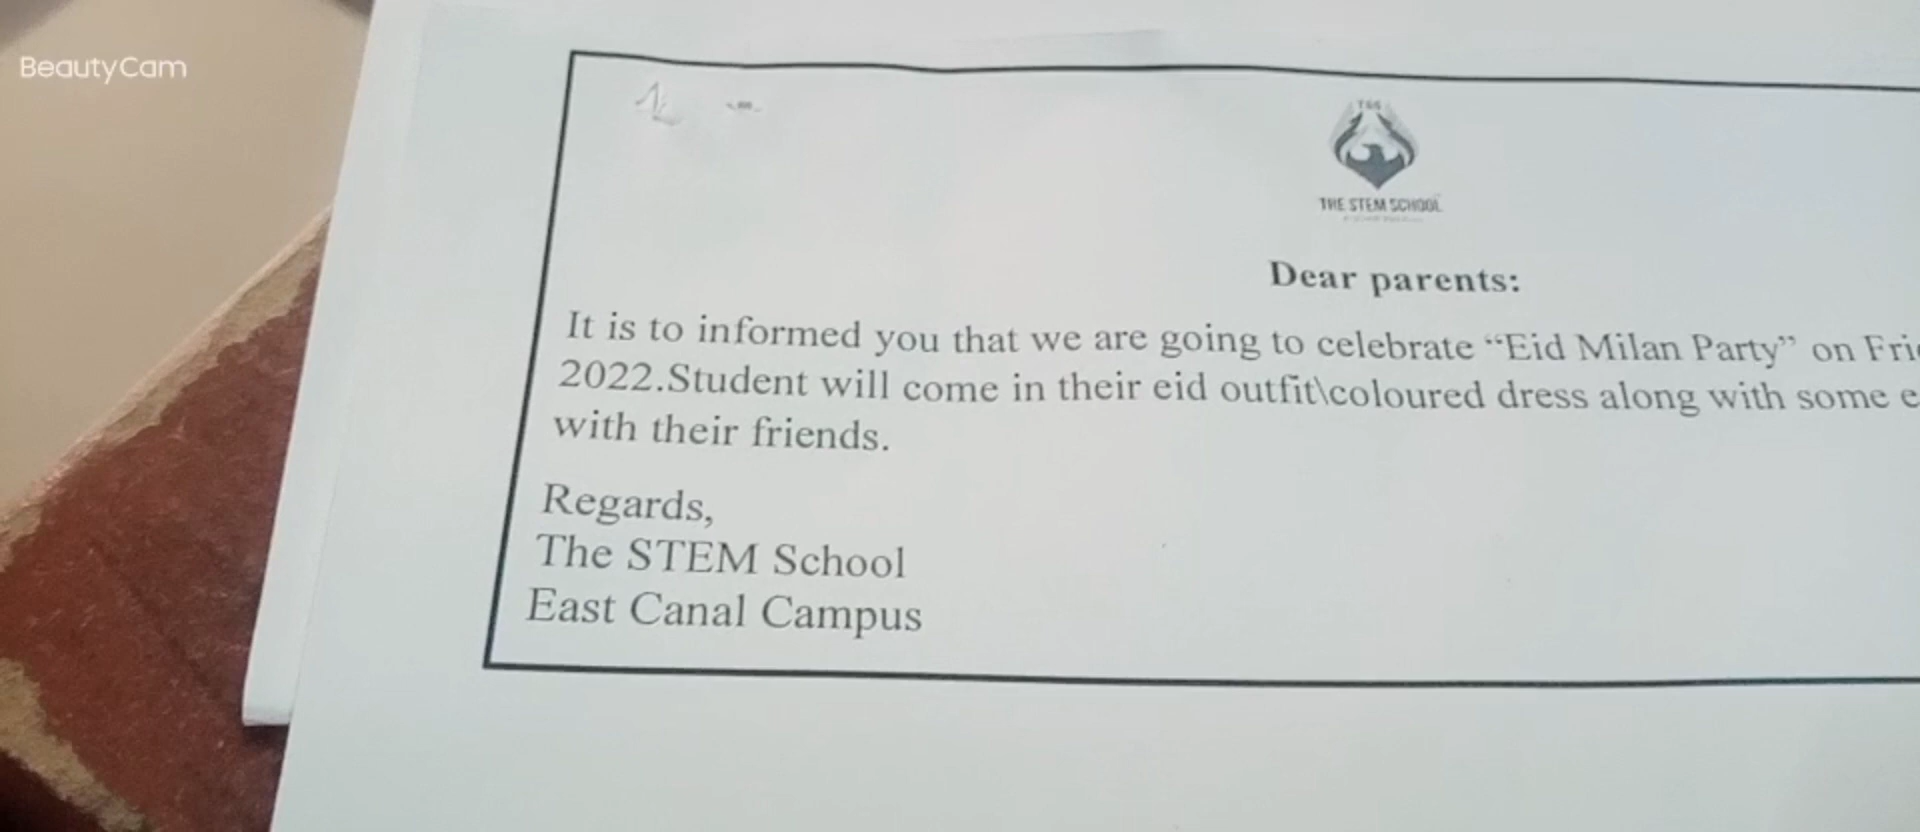 BeautyCam
TSS
THE STEM SCHOOL
Dear parents:
It is to informed you that we are going to celebrate “Eid Milan Party” on
2022.Student will come in their eid outfit\coloured dress along with some
with their friends.
Regards,
The STEM School
East Canal Campus